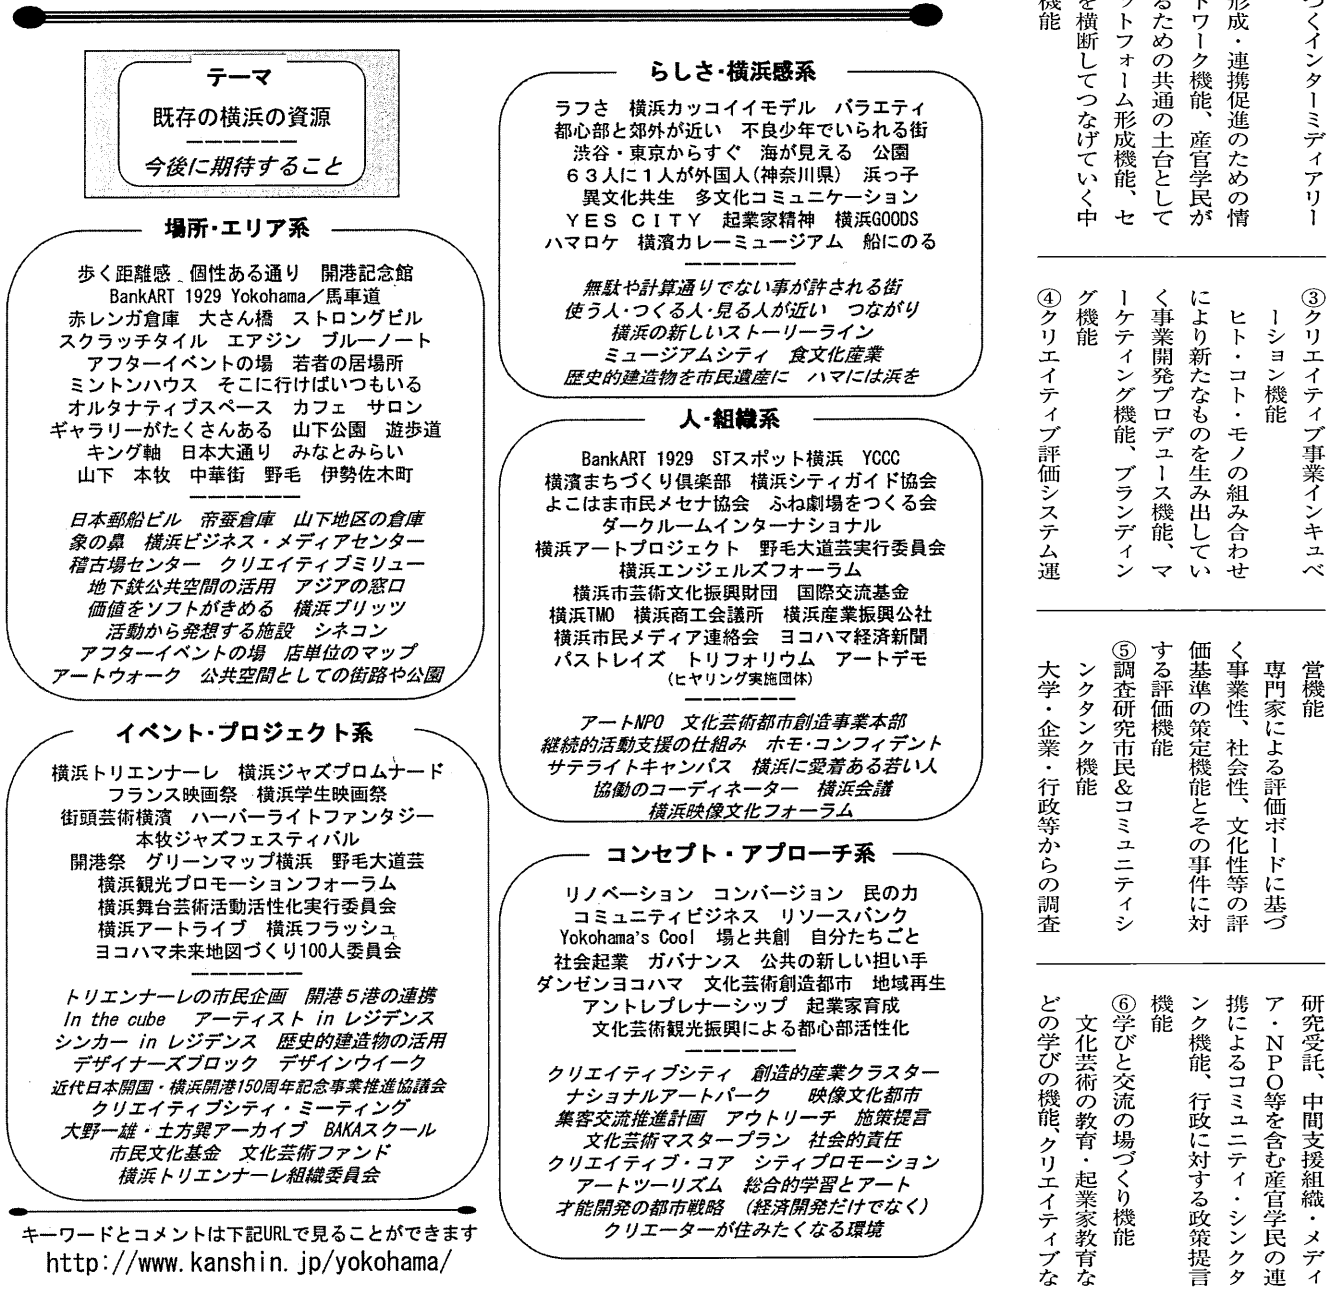 テーマ
既存の横浜の資源
今後に期待すること
場所・エリア系
歩く距離感 個性ある通り 開港記念館
BankART 1929 Yokohama／馬車道
赤レンガ倉庫 大さん橋 ストロングビル
スクラッチタイル エアジン ブルーノート
アフターイベントの場 若者の居場所
ミントンハウス そこに行けばいつもいる
オルタナティブスペース カフェ サロン
ギャラリーがたくさんある 山下公園 遊歩道
キング軸 日本大通り みなとみらい
山下 本牧 中華街 野毛 伊勢佐木町
日本郵船ビル 帝蚕倉庫 山下地区の倉庫
象の鼻 横浜ビジネス・メディアセンター
稽古場センター クリエイティブミリュー
地下鉄公共空間の活用 アジアの窓口
価値をソフトがきめる 横浜ブリッツ
活動から発想する施設 シネコン
アフターイベントの場 店単位のマップ
アートウォーク 公共空間としての街路や公園
イベント・プロジェクト系
横浜トリエンナーレ 横浜ジャズプロムナード
フランス映画祭 横浜学生映画祭
街頭芸術横濱 ハーバーライトファンタジー
本牧ジャズフェスティバル
開港祭 グリーンマップ横浜 野毛大道芸
横浜観光プロモーションフォーラム
横浜舞台芸術活動活性化実行委員会
横浜アートライブ 横浜フラッシュ
ヨコハマ未来地図づくり100人委員会
トリエンナーレの市民企画 開港５港の連携
In the cube アーティスト in レジデンス
シンカー in レジデンス 歴史的建造物の活用
デザイナーズブロック デザインウイーク
近代日本開国・横浜開港150周年記念事業推進協議会
クリエイティブシティ・ミーティング
大野一雄・土方巽アーカイブ BAKAスクール
市民文化基金 文化芸術ファンド
横浜トリエンナーレ組織委員会
キーワードとコメントは下記URLで見ることができます
http://www.kanshin.jp/yokohama/
らしさ・横浜感系
ラフさ 横浜カッコイイモデル バラエティ
都心部と郊外が近い 不良少年でいられる街
渋谷・東京からすぐ 海が見える 公園
６３人に１人が外国人(神奈川県) 浜っ子
異文化共生 多文化コミュニケーション
ＹＥＳ ＣＩＴＹ 起業家精神 横浜GOODS
ハマロケ 横濱カレーミュージアム 船にのる
無駄や計算通りでない事が許される街
使う人・つくる人・見る人が近い つながり
横浜の新しいストーリーライン
ミュージアムシティ 食文化産業
歴史的建造物を市民遺産に ハマには浜を
人・組織系
BankART 1929 STスポット横浜 YCCC
横濱まちづくり倶楽部 横浜シティガイド協会
よこはま市民メセナ協会 ふね劇場をつくる会
ダークルームインターナショナル
横浜アートプロジェクト 野毛大道芸実行委員会
横浜エンジェルズフォーラム
横浜市芸術文化振興財団 国際交流基金
横浜TMO 横浜商工会議所 横浜産業振興公社
横浜市民メディア連絡会 ヨコハマ経済新聞
パストレイズ トリフォリウム アートデモ
(ヒヤリング実施団体)
アートNPO 文化芸術都市創造事業本部
継続的活動支援の仕組み ホモ・コンフィデント
サテライトキャンパス 横浜に愛着ある若い人
協働のコーディネーター 横浜会議
横浜映像文化フォーラム
コンセプト・アプローチ系
リノベーション コンバージョン 民の力
コミュニティビジネス リソースバンク
Yokohama's Cool 場と共創 自分たちごと
社会起業 ガバナンス 公共の新しい担い手
ダンゼンヨコハマ 文化芸術創造都市 地域再生
アントレプレナーシップ 起業家育成
文化芸術観光振興による都心部活性化
クリエイティブシティ 創造的産業クラスター
ナショナルアートパーク 映像文化都市
集客交流推進計画 アウトリーチ 施策提言
文化芸術マスタープラン 社会的責任
クリエイティブ・コア シティプロモーション
アートツーリズム 総合的学習とアート
才能開発の都市戦略 (経済開発だけでなく)
クリエーターが住みたくなる環境
つくインターミディアリー
形成・連携促進のための情
トワーク機能、産官学民が
るための共通の土台として
ットフォーム形成機能、セ
を横断してつなげていく中
機能
③クリエイティブ事業インキュベ
ーション機能
ヒト・コト・モノの組み合わせ
により新たなものを生み出してい
く事業開発プロデュース機能、マ
ーケティング機能、ブランディン
グ機能
④クリエイティブ評価システム運
営機能
専門家による評価ボードに基づ
く事業性、社会性、文化性等の評
価基準の策定機能とその事件に対
する評価機能
⑤調査研究市民＆コミュニティシ
ンクタンク機能
大学・企業・行政等からの調査
研究受託、中間支援組織・メディ
ア・NPO等を含む産官学民の連
携によるコミュニティ・シンクタ
ンク機能、行政に対する政策提言
機能
⑥学びと交流の場づくり機能
文化芸術の教育・起業家教育な
どの学びの機能、クリエイティブな